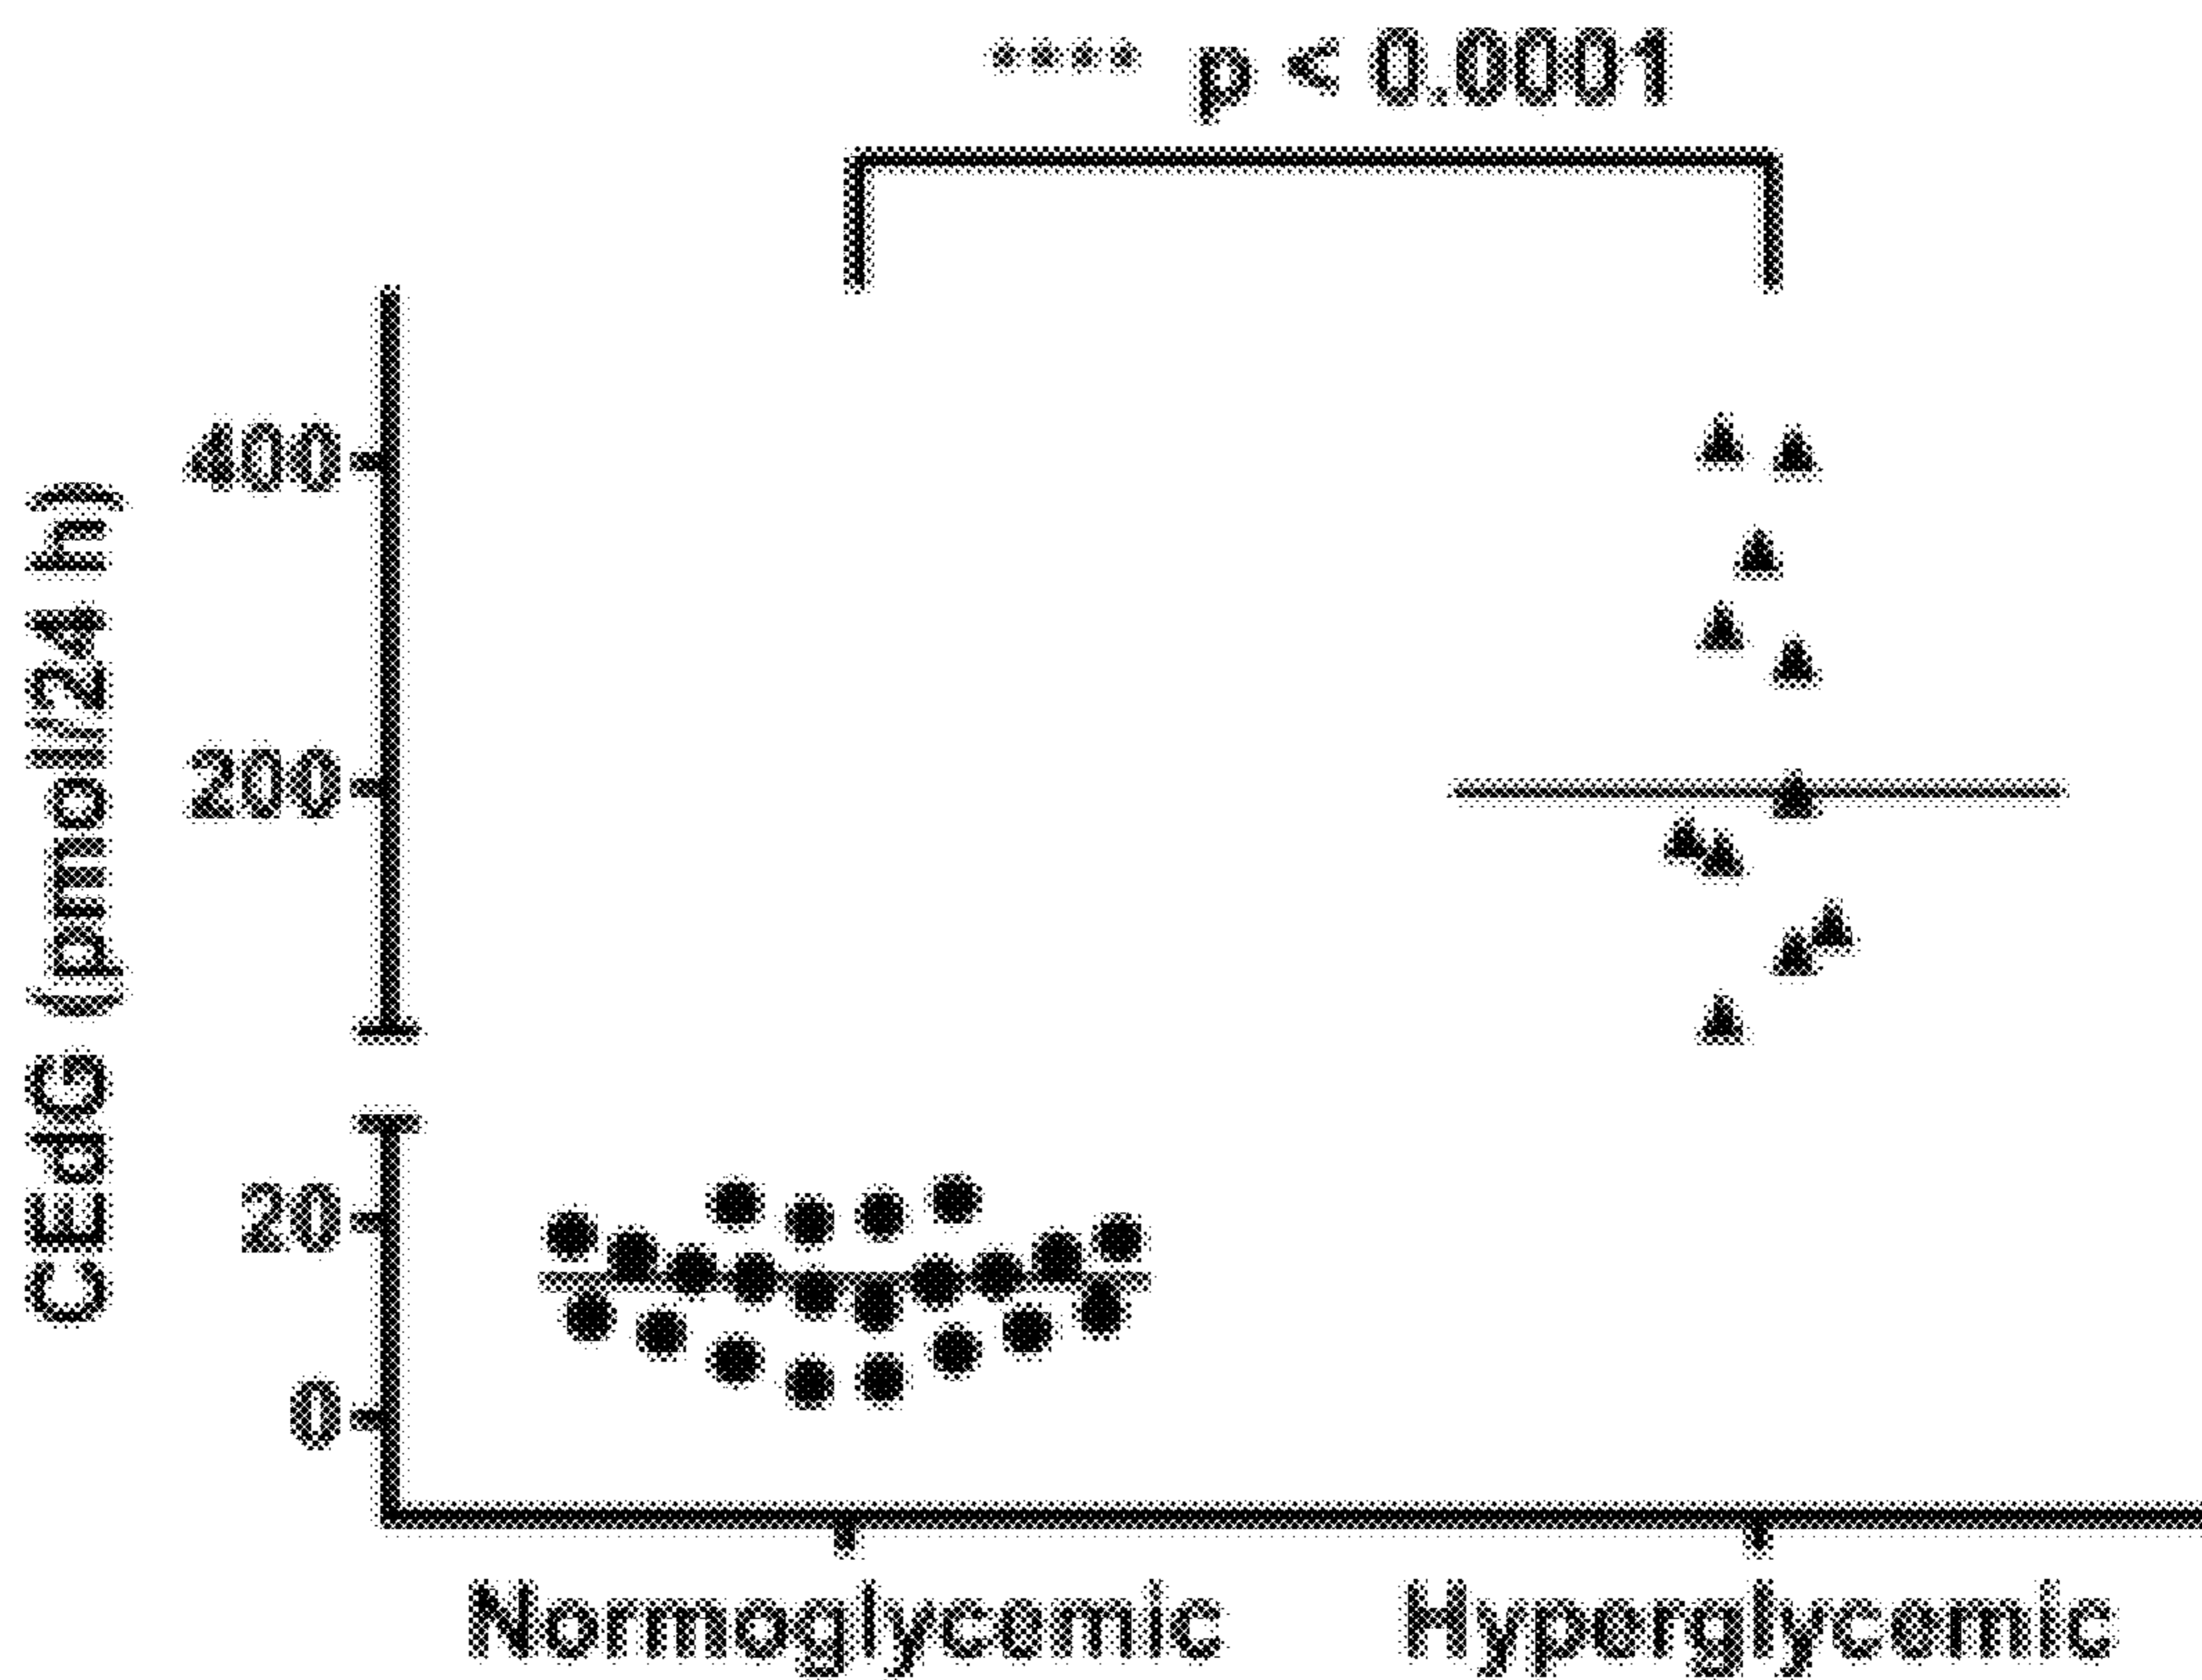 **** p < 0.0001
CEdG (pmol/24 h)
400
200
20
0
Normoglycemic
Hyperglycemic